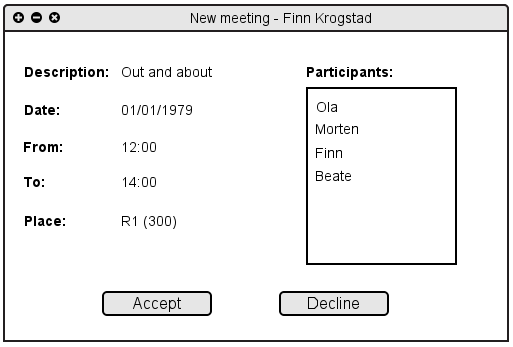 New meeting - Finn Krogstad
Description: Out and about
Date: 01/01/1979
From: 12:00
To: 14:00
Place: R1 (300)
Participants:
Ola
Morten
Finn
Beate
Accept
Decline